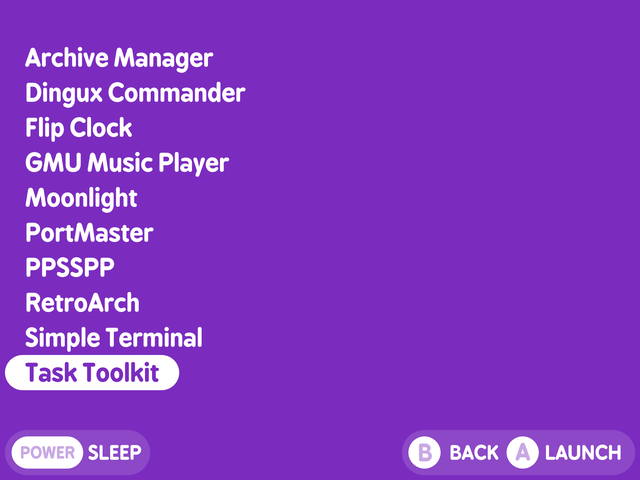 Archive Manager
Dingux Commander
Flip Clock
GMU Music Player
Moonlight
PortMaster
PPSSPP
RetroArch
Simple Terminal
Task Toolkit
POWER SLEEP B BACK A LAUNCH